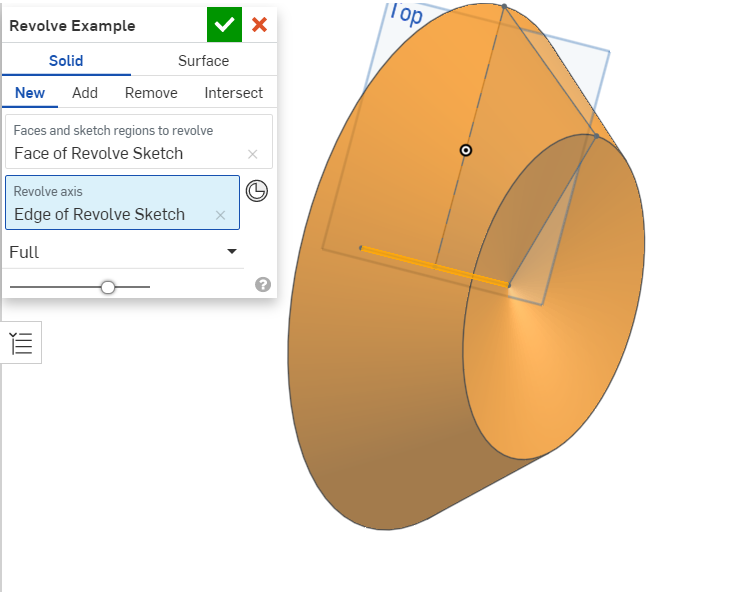 Revolve Example
Solid Surface
New Add Remove Intersect
Faces and sketch regions to revolve
Face of Revolve Sketch
Revolve axis
Edge of Revolve Sketch
Full
Top